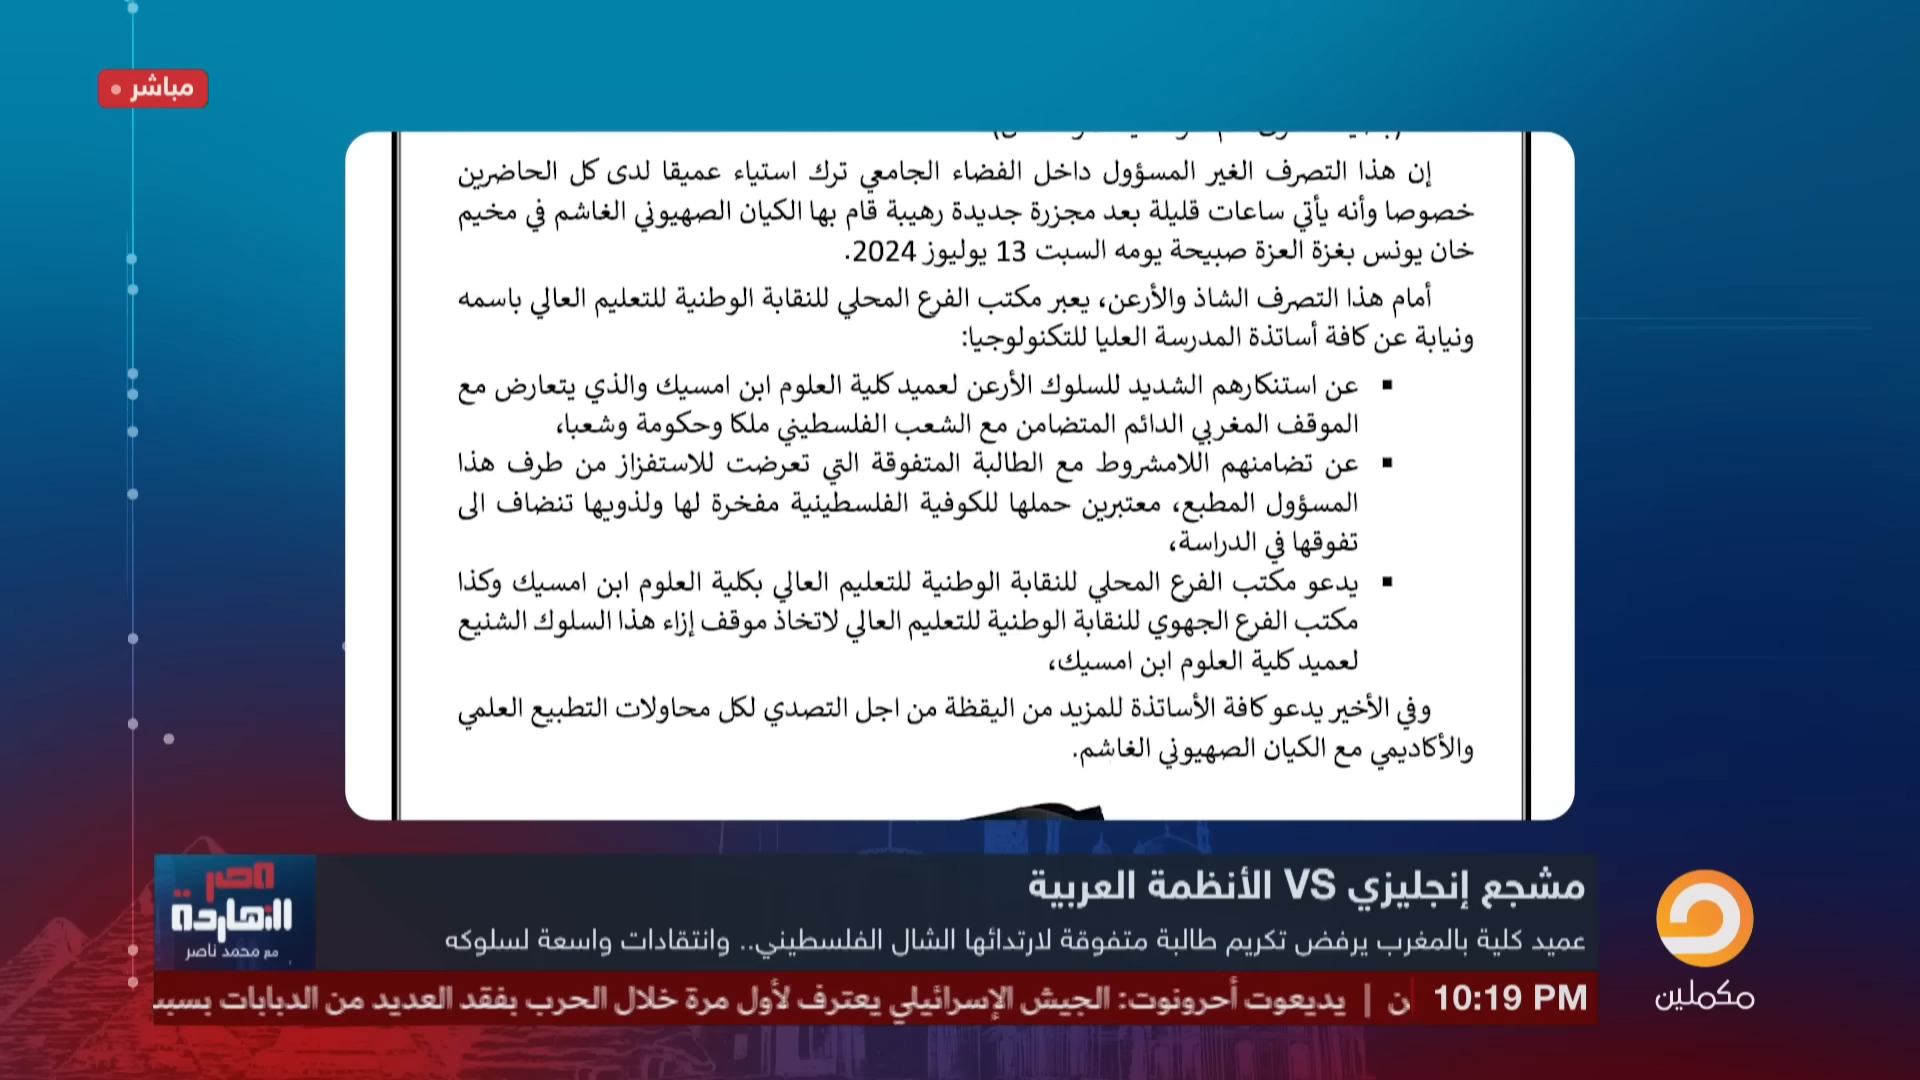 مباشر
إن هذا التصرف الغير المسؤول داخل الفضاء الجامعي ترك استياء عميقا لدى كل الحاضرين
خصوصا وأنه يأتي ساعات قليلة بعد مجزرة جديدة رهيبة قام بها الكيان الصهيوني الغاشم في مخيم
خان يونس بغزة العزة صبيحة يومه السبت 13 يوليوز 2024.
أمام هذا التصرف الشاذ والأرعن، يعبر مكتب الفرع المحلي للنقابة الوطنية للتعليم العالي باسمه
ونيابة عن كافة أساتذة المدرسة العليا للتكنولوجيا:
▪ عن استنكارهم الشديد للسلوك الأرعن لعميد كلية العلوم ابن امسيك والذي يتعارض مع
الموقف المغربي الدائم المتضامن مع الشعب الفلسطيني ملكا وحكومة وشعبا،
▪ عن تضامنهم اللامشروط مع الطالبة المتفوقة التي تعرضت للاستفزاز من طرف هذا
المسؤول المطبع، معتبرين حملها للكوفية الفلسطينية مفخرة لها ولذويها تنضاف الى
تفوقها في الدراسة،
▪ يدعو مكتب الفرع المحلي للنقابة الوطنية للتعليم العالي بكلية العلوم ابن امسيك وكذا
مكتب الفرع الجهوي للنقابة الوطنية للتعليم العالي لاتخاذ موقف إزاء هذا السلوك الشنيع
لعميد كلية العلوم ابن امسيك،
وفي الأخير يدعو كافة الأساتذة للمزيد من اليقظة من اجل التصدي لكل محاولات التطبيع العلمي
والأكاديمي مع الكيان الصهيوني الغاشم.
مشجع إنجليزي VS الأنظمة العربية
عميد كلية بالمغرب يرفض تكريم طالبة متفوقة لارتدائها الشال الفلسطيني.. وانتقادات واسعة لسلوكه
مصر
النهاردة
مع محمد ناصر
10:19 PM
| يديعوت أحرونوت: الجيش الإسرائيلي يعترف لأول مرة خلال الحرب بفقد العديد من الدبابات
مكملين